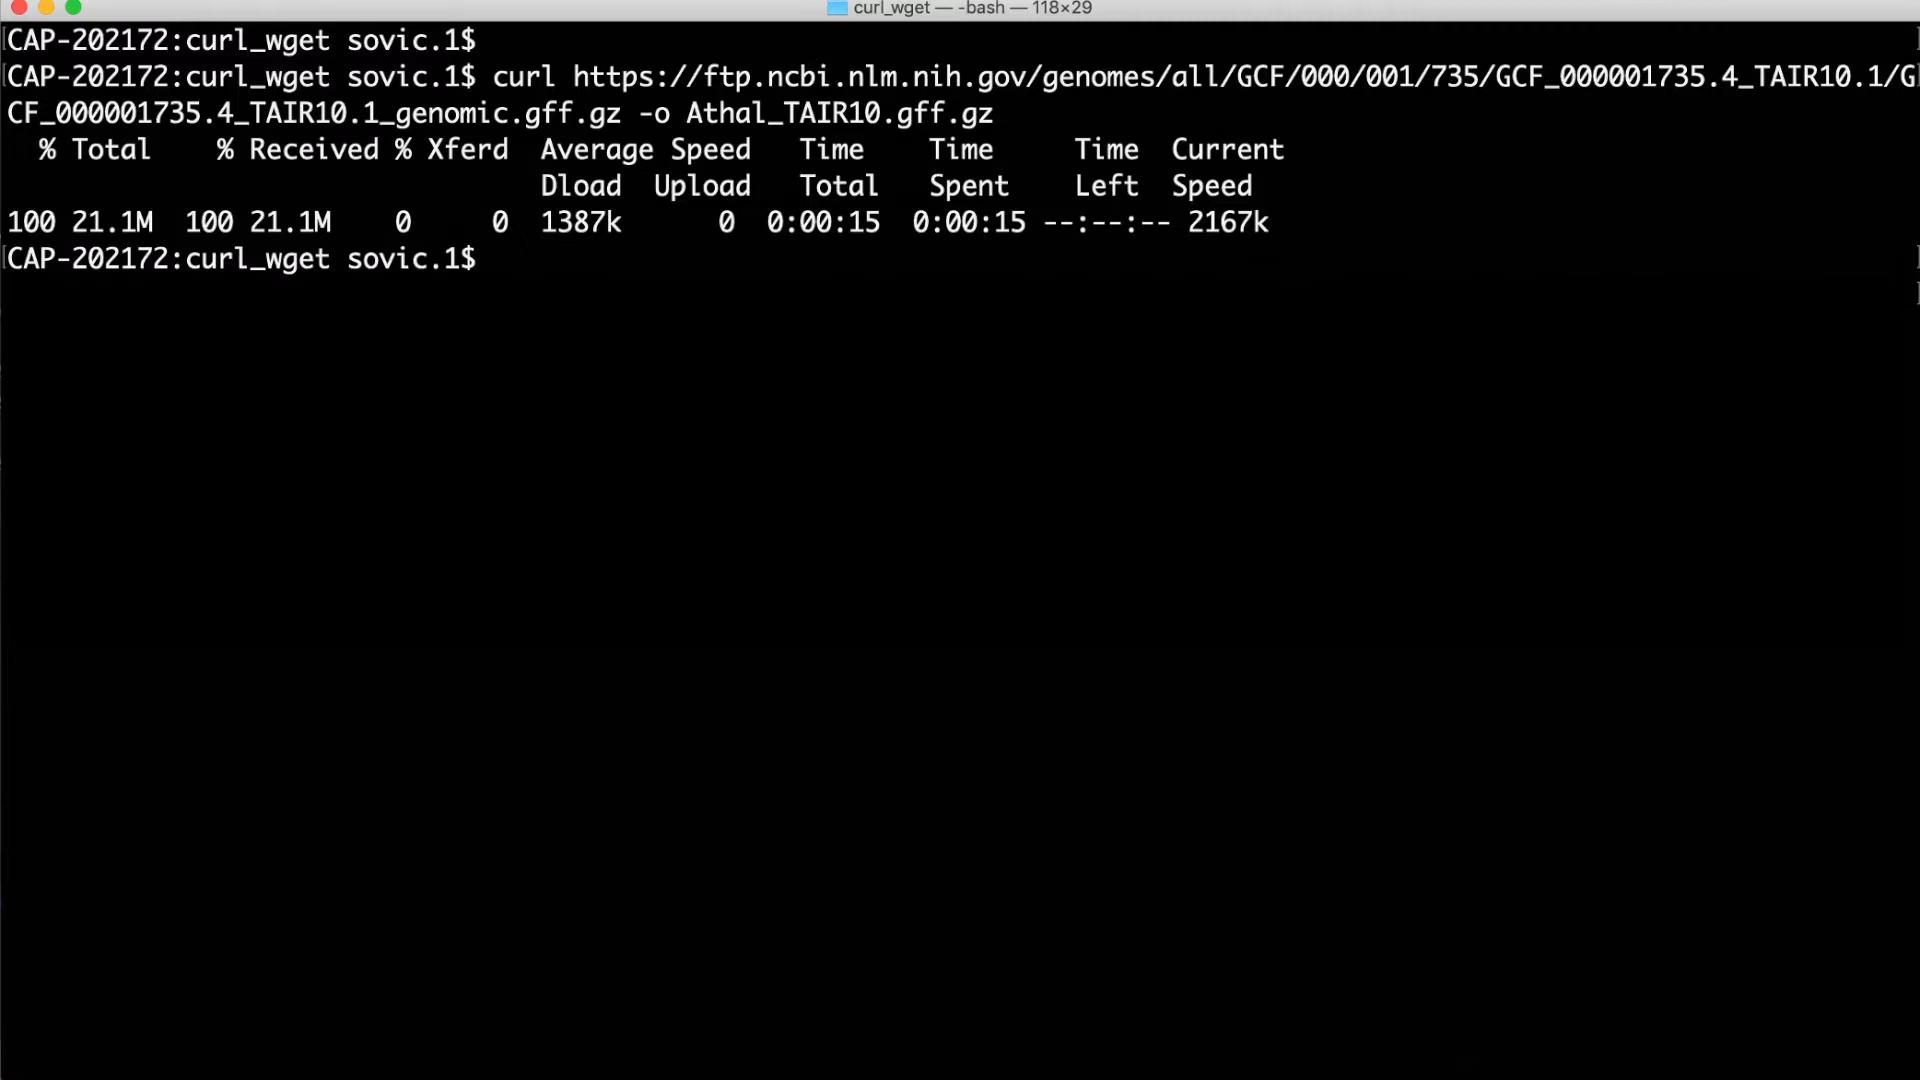 curl_wget — -bash — 118×29
CAP-202172:curl_wget sovic.1$
CAP-202172:curl_wget sovic.1$ curl https://ftp.ncbi.nlm.nih.gov/genomes/all/GCF/000/001/735/GCF_000001735.4_TAIR10.1/G
CF_000001735.4_TAIR10.1_genomic.gff.gz -o Athal_TAIR10.gff.gz
% Total % Received % Xferd Average Speed Time Time Time Current
Dload Upload Total Spent Left Speed
100 21.1M 100 21.1M 0 0 1387k 0 0:00:15 0:00:15 --:--:-- 2167k
CAP-202172:curl_wget sovic.1$